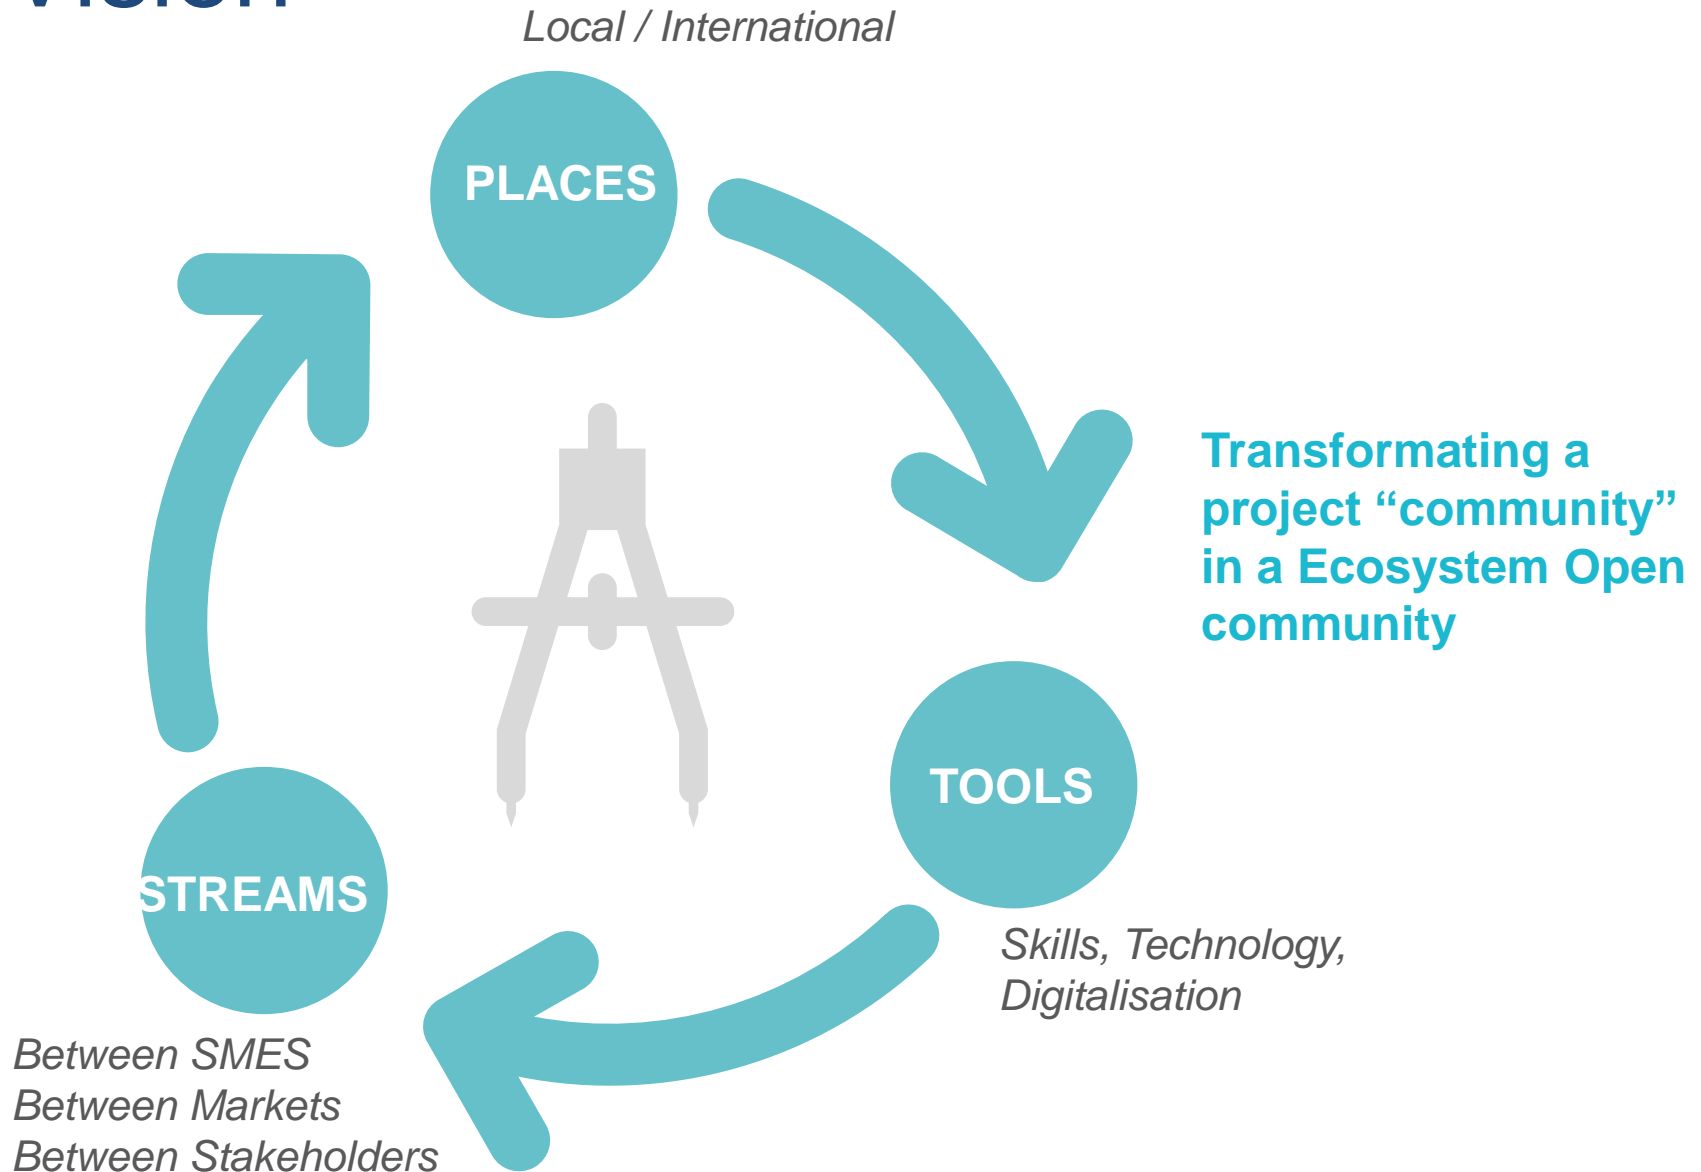 Vision
Local / International
PLACES
Transformating a
project “community”
in a Ecosystem Open
community
TOOLS
STREAMS
Skills, Technology,
Digitalisation
Between SMES
Between Markets
Between Stakeholders